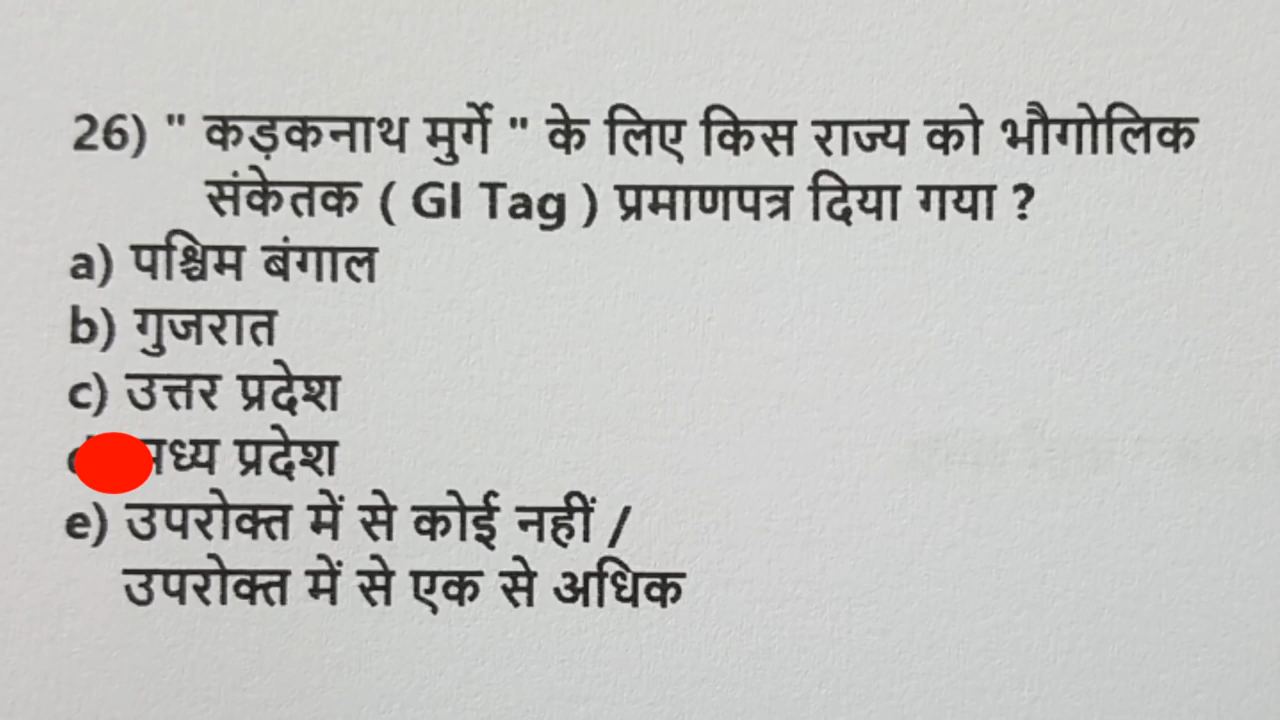 26) " कड़कनाथ मुर्गे " के लिए किस राज्य को भौगोलिक
संकेतक ( GI Tag ) प्रमाणपत्र दिया गया ?
a) पश्चिम बंगाल
b) गुजरात
c) उत्तर प्रदेश
प्रदेश
e) उपरोक्त में से कोई नहीं /
उपरोक्त में से एक से अधिक